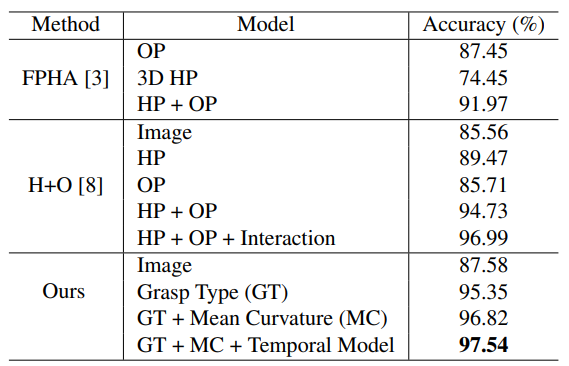 Method Model Accuracy (%)
OP 87.45
FPHA [3] 3D HP 74.45
HP + OP 91.97
Image 85.56
HP 89.47
H+O [8] OP 85.71
HP + OP 94.73
HP + OP + Interaction 96.99
Image 87.58
Ours Grasp Type (GT) 95.35
GT + Mean Curvature (MC) 96.82
GT + MC + Temporal Model 97.54